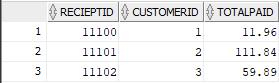 RECIEPTID CUSTOMERID TOTALPAID
1 11100 1 11.96
2 11101 2 111.84
3 11102 3 59.89